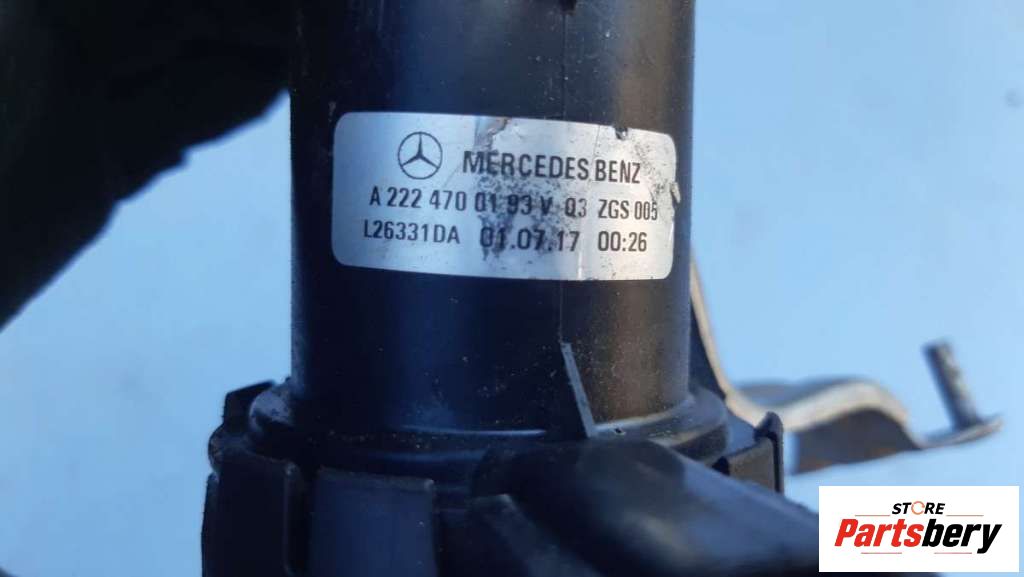 MERCEDES BENZ
A 222 470 01 93 V 03 ZGS 005
L26331DA 01.07.17 00:26
STORE
Partsbery